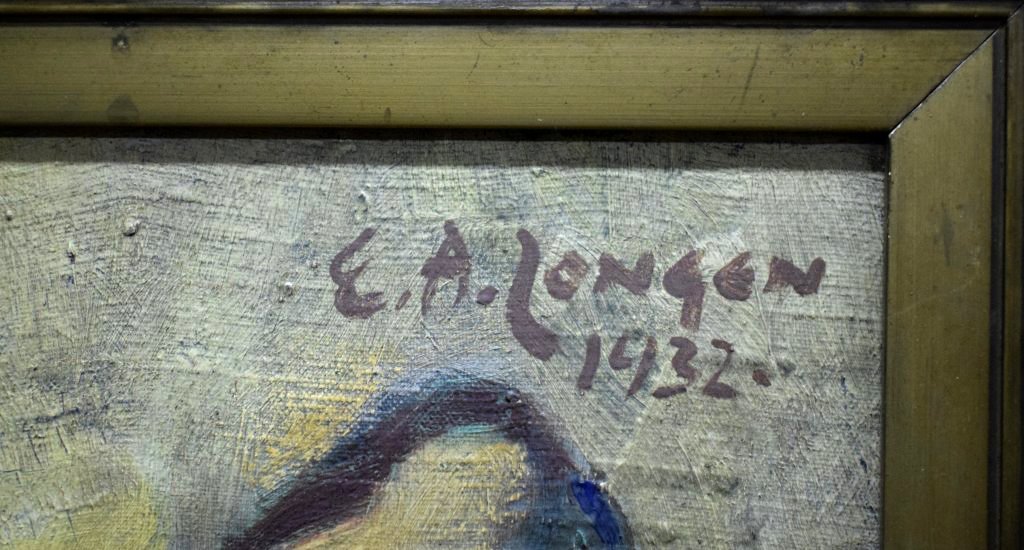 E. A. LONGEN
1932.